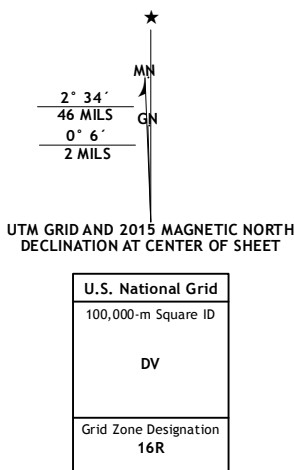 ★
MN
2° 34´
46 MILS
GN
0° 6´
2 MILS
UTM GRID AND 2015 MAGNETIC NORTH
DECLINATION AT CENTER OF SHEET
U.S. National Grid
100,000-m Square ID
DV
Grid Zone Designation
16R